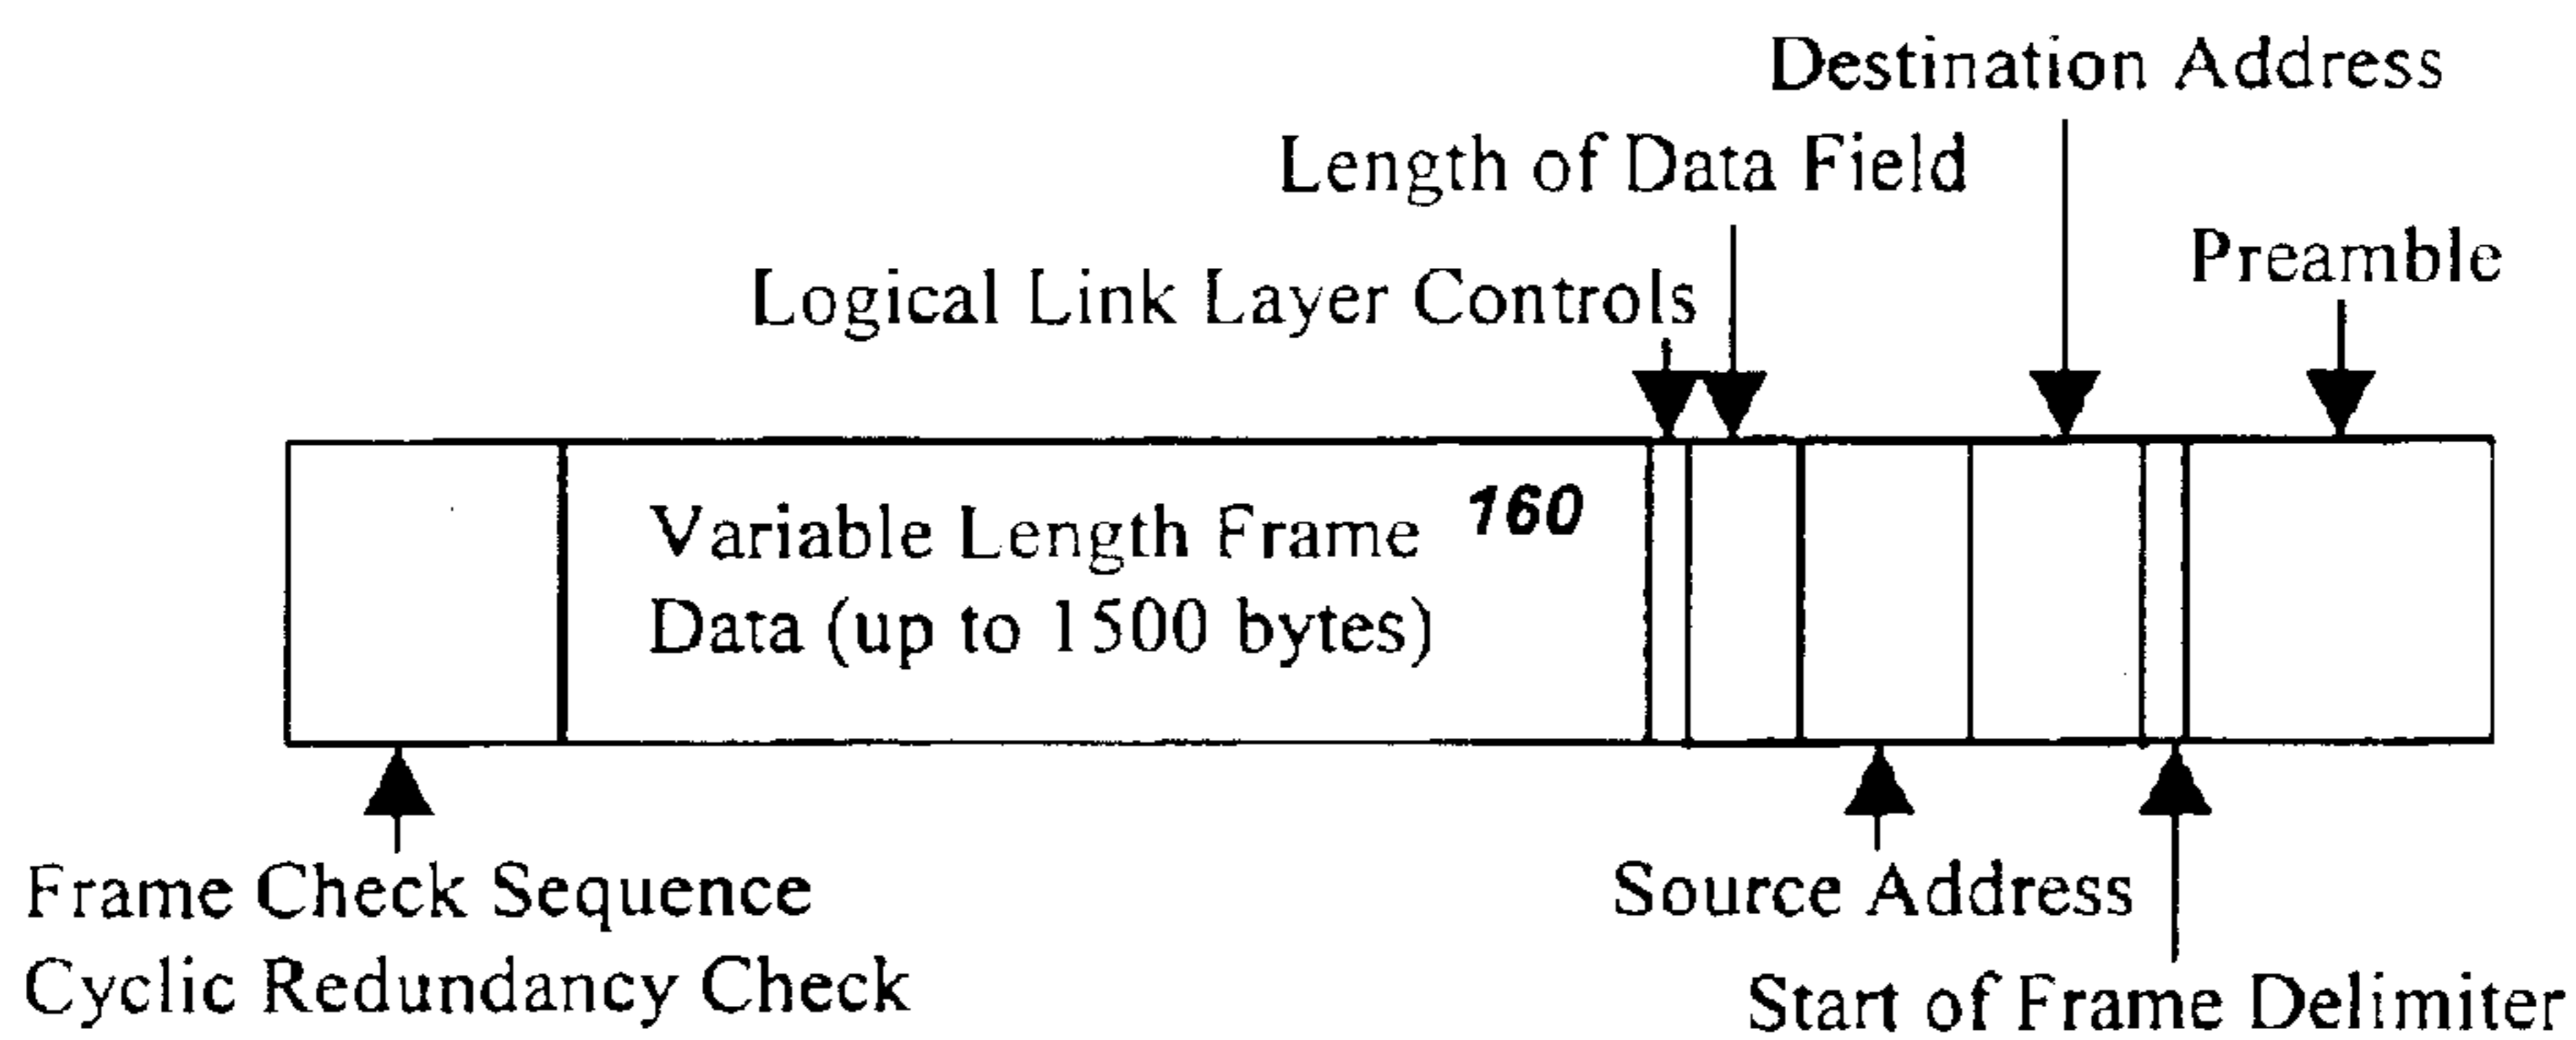 Destination Address
Length of Data Field
Preamble
Logical Link Layer Controls
Variable Length Frame 160
Data (up to 1500 bytes)
Frame Check Sequence
Cyclic Redundancy Check
Source Address
Start of Frame Delimiter